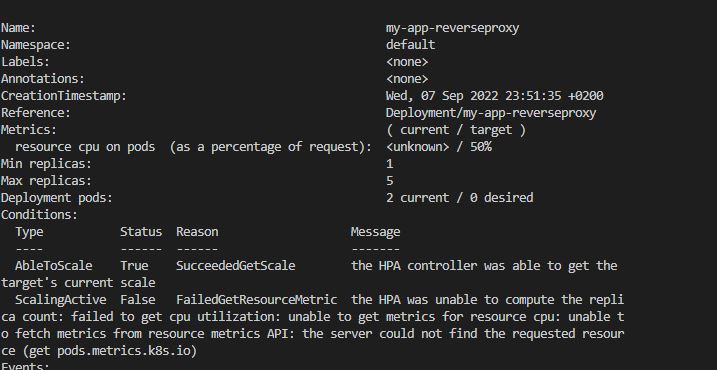 Name: my-app-reverseproxy
Namespace: default
Labels: <none>
Annotations: <none>
CreationTimestamp: Wed, 07 Sep 2022 23:51:35 +0200
Reference: Deployment/my-app-reverseproxy
Metrics: ( current / target )
resource cpu on pods (as a percentage of request): <unknown> / 50%
Min replicas: 1
Max replicas: 5
Deployment pods: 2 current / 0 desired
Conditions:
Type Status Reason Message
---- ------ ------ -------
AbleToScale True SucceededGetScale the HPA controller was able to get the
target's current scale
ScalingActive False FailedGetResourceMetric the HPA was unable to compute the repli
ca count: failed to get cpu utilization: unable to get metrics for resource cpu: unable t
o fetch metrics from resource metrics API: the server could not find the requested resour
ce (get pods.metrics.k8s.io)
Events: